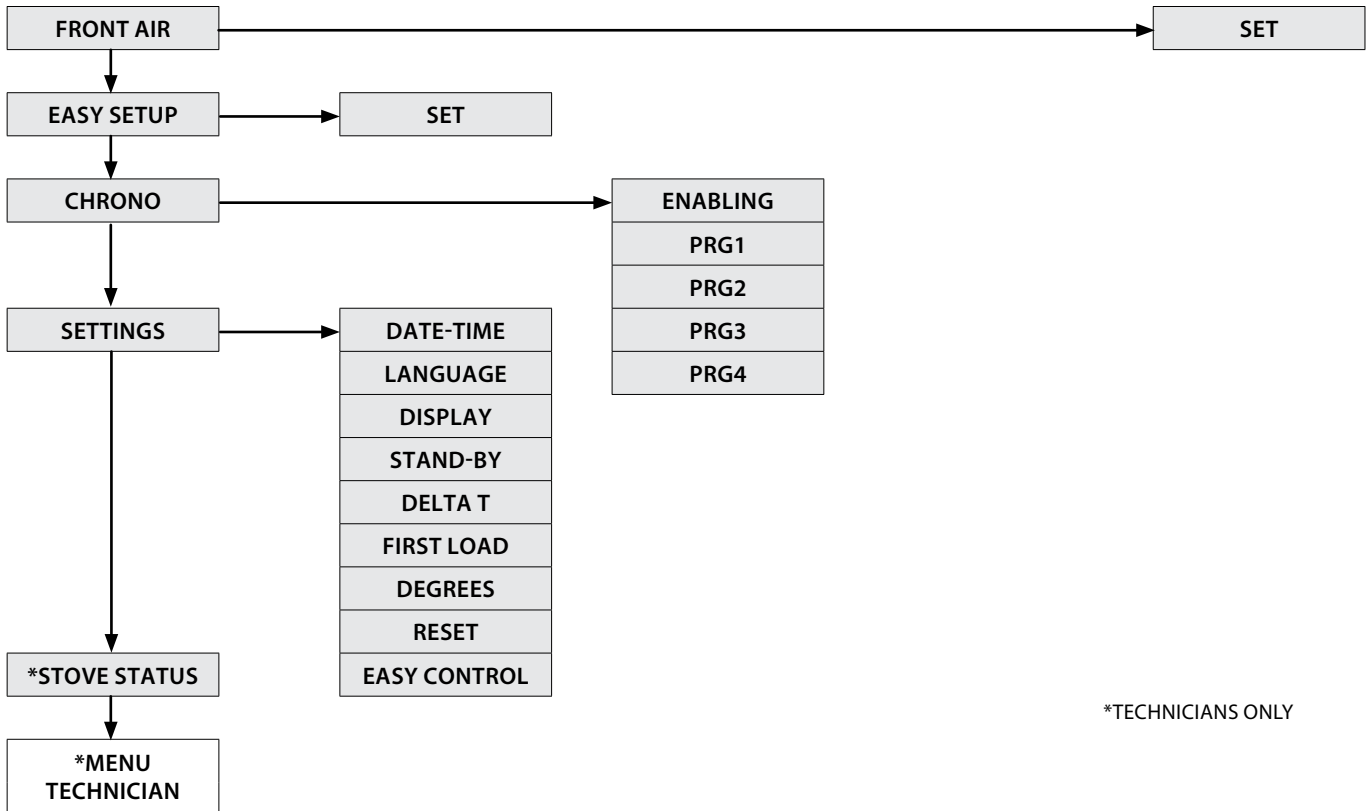 FRONT AIR
SET
EASY SETUP
SET
CHRONO
ENABLING
PRG1
PRG2
PRG3
PRG4
SETTINGS
DATE-TIME
LANGUAGE
DISPLAY
STAND-BY
DELTA T
FIRST LOAD
DEGREES
RESET
EASY CONTROL
*STOVE STATUS
*MENU
TECHNICIAN
*TECHNICIANS ONLY